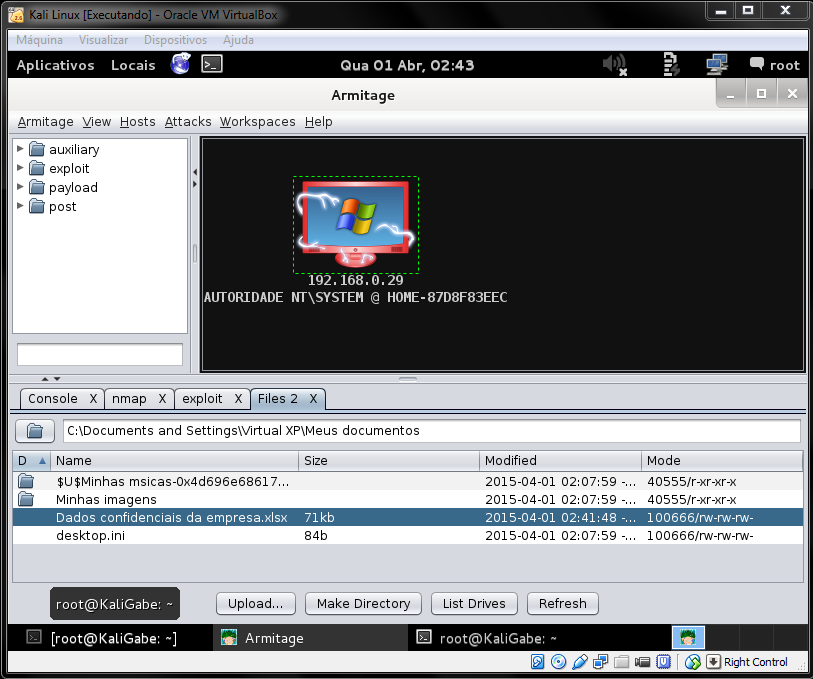 Kali Linux [Executando] - Oracle VM VirtualBox
Máquina Visualizar Dispositivos Ajuda
Aplicativos Locais Qua 01 Abr, 02:43 root
Armitage
Armitage View Hosts Attacks Workspaces Help
auxiliary
exploit
payload
post
192.168.0.29
AUTORIDADE NT\SYSTEM @ HOME-87D8F83EEC
Console X nmap X exploit X Files 2 X
C:\Documents and Settings\Virtual XP\Meus documentos
D Name Size Modified Mode
$U$Minhas msicas-0x4d696e68617... 2015-04-01 02:07:59 -... 40555/r-xr-xr-x
Minhas imagens 2015-04-01 02:07:59 -... 40555/r-xr-xr-x
Dados confidenciais da empresa.xlsx 71kb 2015-04-01 02:41:48 -... 100666/rw-rw-rw-
desktop.ini 84b 2015-04-01 02:07:59 -... 100666/rw-rw-rw-
root@KaliGabe: ~
Upload... Make Directory List Drives Refresh
[root@KaliGabe: ~] Armitage root@KaliGabe: ~
Right Control